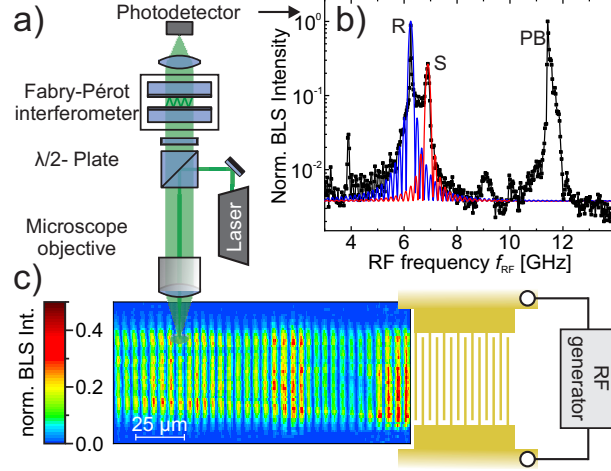 a)
Photodetector
Fabry-Pérot
interferometer
λ/2- Plate
Laser
Microscope
objective
b)
Norm. BLS Intensity
10⁰
10⁻¹
10⁻²
R
S
PB
4 6 8 10 12
RF frequency f_RF [GHz]
c)
norm. BLS Int.
0.4
0.2
0.0
25 µm
RF
generator